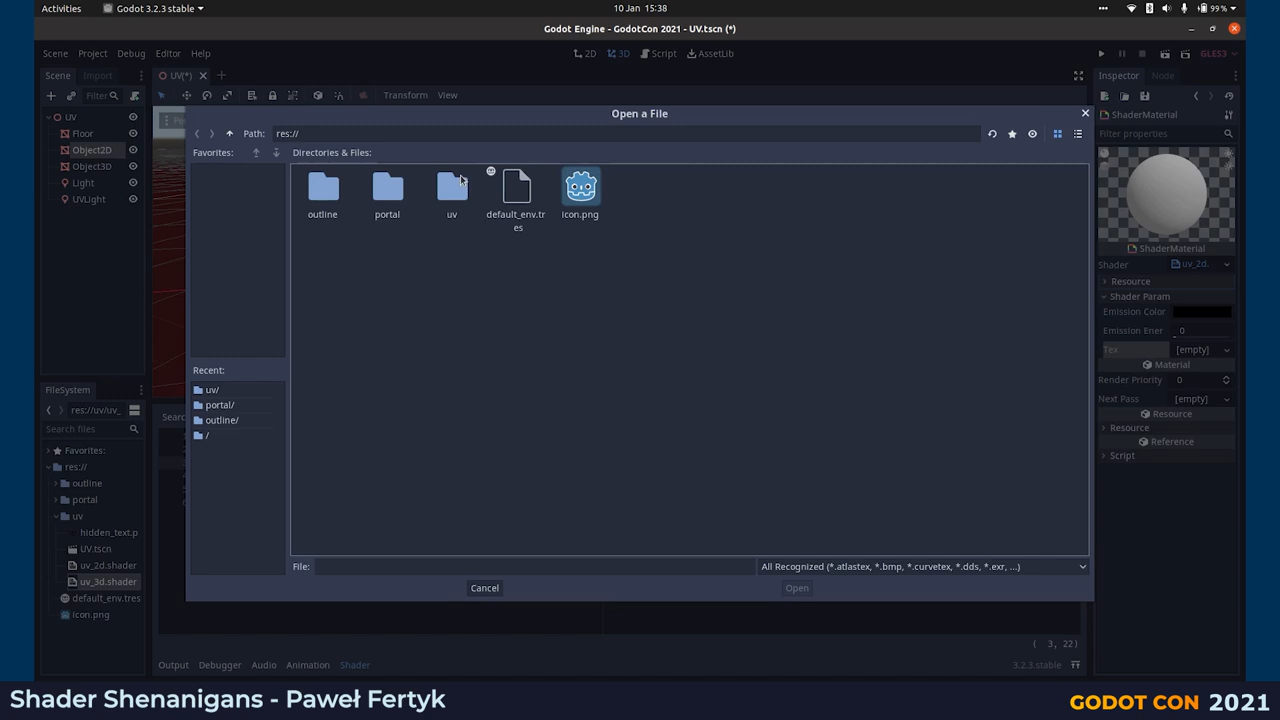 Activities
Godot 3.2.3 stable
10 Jan 15:38
99%
Godot Engine - GodotCon 2021 - UV.tscn (*)
Scene Project Debug Editor Help
2D 3D Script AssetLib
GLES3
Scene Import
UV(*)
Inspector Node
Filter
Transform View
Open a File
ShaderMaterial
Filter properties
Path: res://
Favorites:
Directories & Files:
UV
Floor
Object2D
Object3D
Light
UVLight
outline
portal
uv
default_env.tr
es
icon.png
ShaderMaterial
Shader uv_2d.
Resource
Shader Param
Emission Color
Emission Ener 0
Tex [empty]
Material
Render Priority 0
Next Pass [empty]
Resource
Resource
Reference
Script
Recent:
uv/
portal/
outline/
/
FileSystem
res://uv/uv_
Search files
Favorites:
res://
outline
portal
uv
hidden_text.p
UV.tscn
uv_2d.shader
uv_3d.shader
default_env.tres
icon.png
Searc
File:
All Recognized (*.atlastex, *.bmp, *.curvetex, *.dds, *.exr, ...)
Cancel
Open
( 3, 22)
Output Debugger Audio Animation Shader
3.2.3.stable
Shader Shenanigans - Paweł Fertyk
GODOT CON 2021